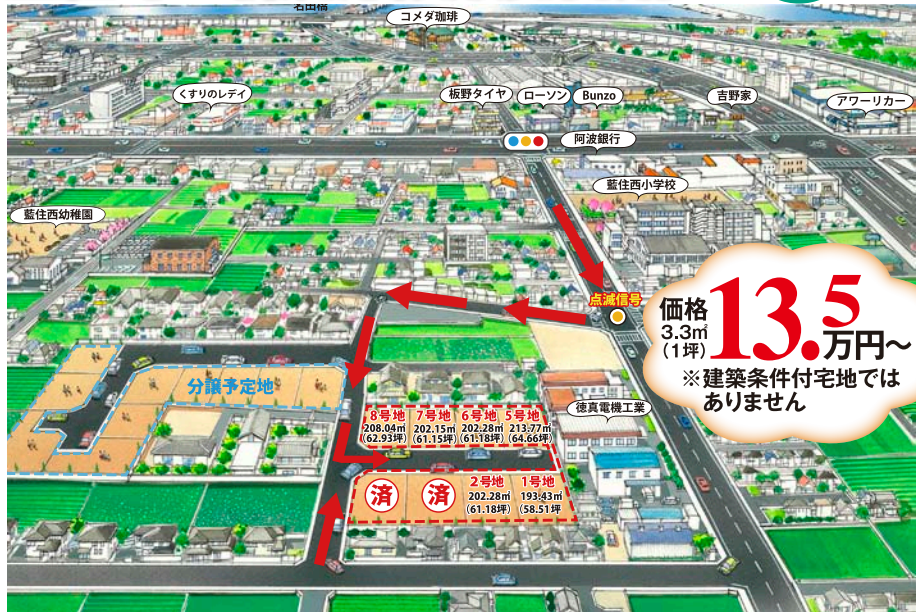 名田橋
コメダ珈琲
くすりのレデイ
板野タイヤ
ローソン
Bunzo
吉野家
アワーリカー
阿波銀行
藍住西小学校
藍住西幼稚園
点滅信号
価格
3.3㎡
(1坪)
13.5
万円~
※建築条件付宅地では
ありません
分譲予定地
徳真電機工業
8号地
208.04㎡
(62.93坪)
7号地
202.15㎡
(61.15坪)
6号地
202.28㎡
(61.18坪)
5号地
213.77㎡
(64.66坪)
済
済
2号地
202.28㎡
(61.18坪)
1号地
193.43㎡
(58.51坪